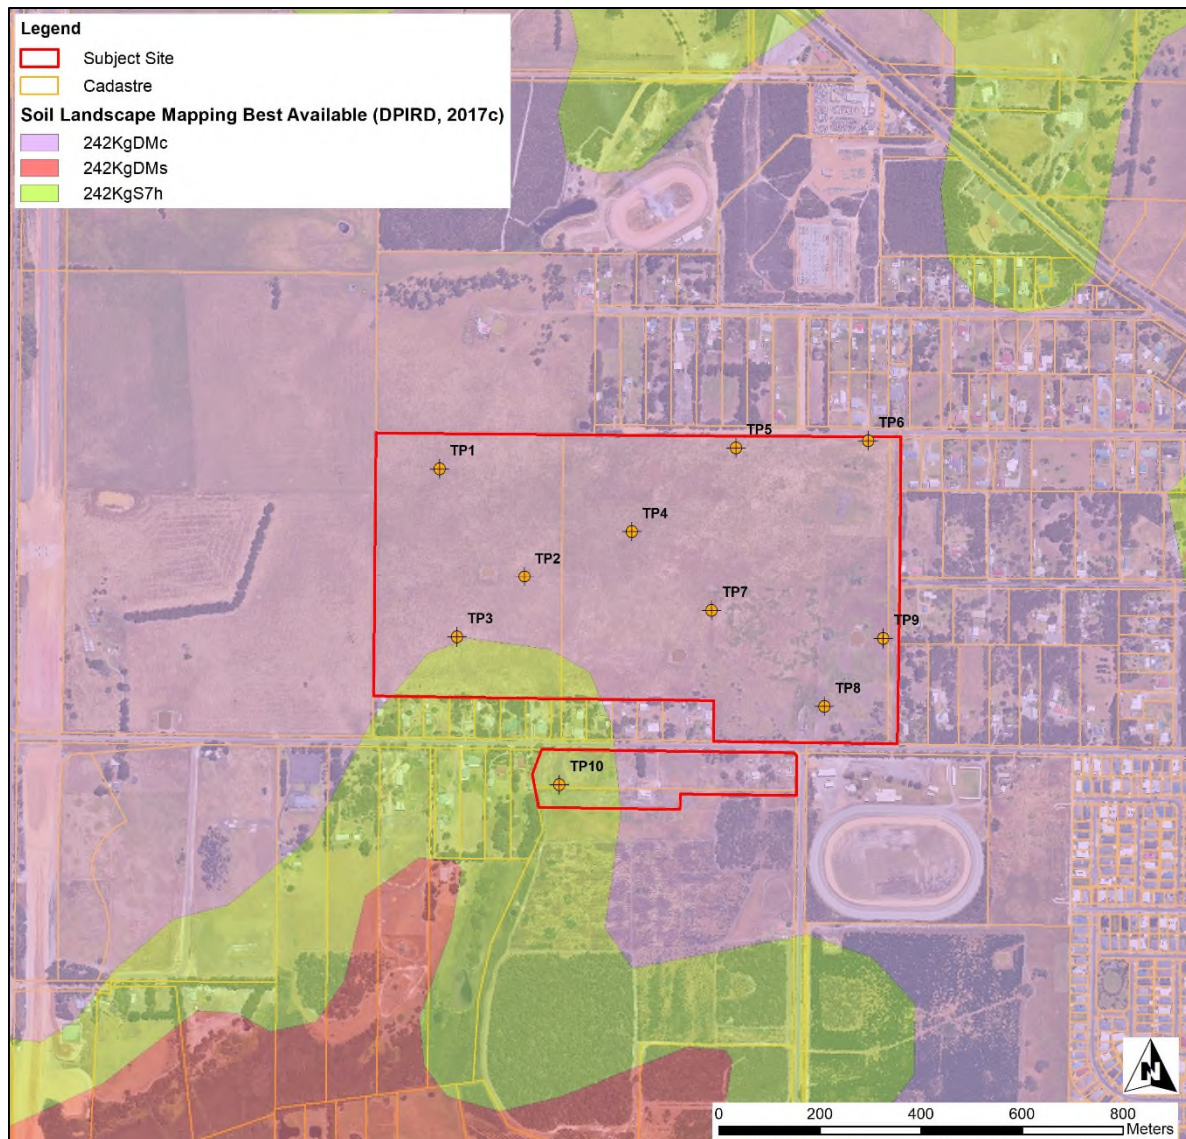 Legend
Subject Site
Cadastre
Soil Landscape Mapping Best Available (DPIRD, 2017c)
242KgDMc
242KgDMs
242KgS7h
TP6
TP5
TP1
TP4
TP2
TP7
TP3
TP9
TP8
TP10
N
0 200 400 600 800
Meters